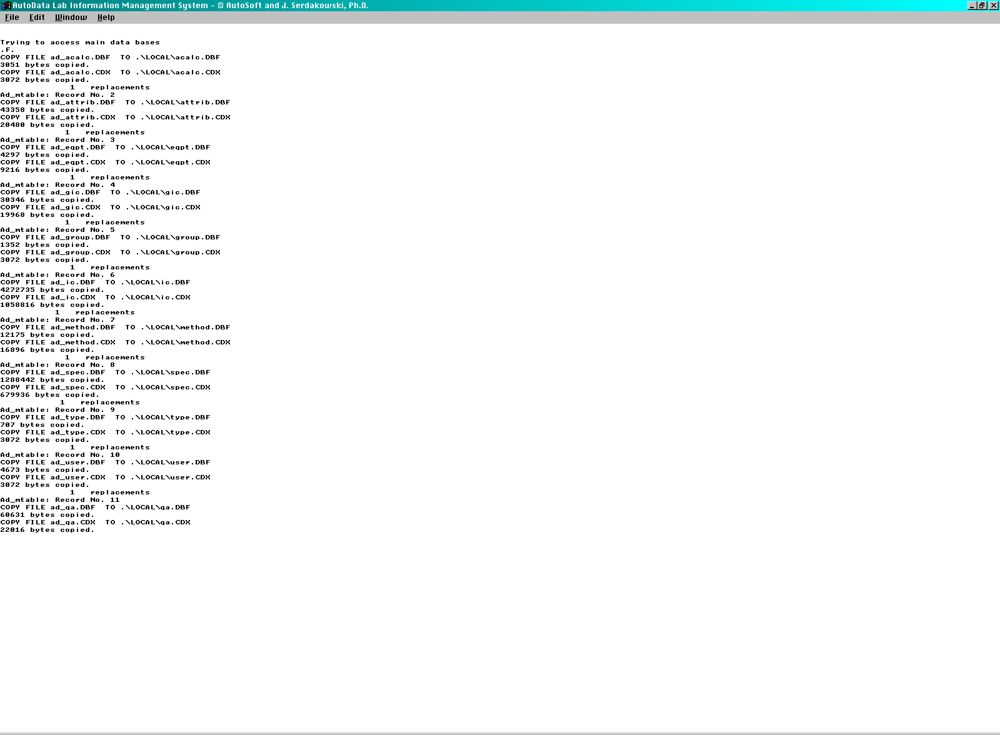 AutoData Lab Information Management System - © AutoSoft and J. Serdakowski, Ph.D.
File Edit Window Help
Trying to access main data bases
.F.
COPY FILE ad_acalc.DBF TO .\LOCAL\acalc.DBF
3051 bytes copied.
COPY FILE ad_acalc.CDX TO .\LOCAL\acalc.CDX
3072 bytes copied.
1 replacements
Ad_mtable: Record No. 2
COPY FILE ad_attrib.DBF TO .\LOCAL\attrib.DBF
43358 bytes copied.
COPY FILE ad_attrib.CDX TO .\LOCAL\attrib.CDX
20480 bytes copied.
1 replacements
Ad_mtable: Record No. 3
COPY FILE ad_eqpt.DBF TO .\LOCAL\eqpt.DBF
4297 bytes copied.
COPY FILE ad_eqpt.CDX TO .\LOCAL\eqpt.CDX
9216 bytes copied.
1 replacements
Ad_mtable: Record No. 4
COPY FILE ad_gic.DBF TO .\LOCAL\gic.DBF
30346 bytes copied.
COPY FILE ad_gic.CDX TO .\LOCAL\gic.CDX
19968 bytes copied.
1 replacements
Ad_mtable: Record No. 5
COPY FILE ad_group.DBF TO .\LOCAL\group.DBF
1352 bytes copied.
COPY FILE ad_group.CDX TO .\LOCAL\group.CDX
3072 bytes copied.
1 replacements
Ad_mtable: Record No. 6
COPY FILE ad_ic.DBF TO .\LOCAL\ic.DBF
4272735 bytes copied.
COPY FILE ad_ic.CDX TO .\LOCAL\ic.CDX
1058816 bytes copied.
1 replacements
Ad_mtable: Record No. 7
COPY FILE ad_method.DBF TO .\LOCAL\method.DBF
12175 bytes copied.
COPY FILE ad_method.CDX TO .\LOCAL\method.CDX
16896 bytes copied.
1 replacements
Ad_mtable: Record No. 8
COPY FILE ad_spec.DBF TO .\LOCAL\spec.DBF
1288442 bytes copied.
COPY FILE ad_spec.CDX TO .\LOCAL\spec.CDX
679936 bytes copied.
1 replacements
Ad_mtable: Record No. 9
COPY FILE ad_type.DBF TO .\LOCAL\type.DBF
707 bytes copied.
COPY FILE ad_type.CDX TO .\LOCAL\type.CDX
3072 bytes copied.
1 replacements
Ad_mtable: Record No. 10
COPY FILE ad_user.DBF TO .\LOCAL\user.DBF
4673 bytes copied.
COPY FILE ad_user.CDX TO .\LOCAL\user.CDX
3072 bytes copied.
1 replacements
Ad_mtable: Record No. 11
COPY FILE ad_qa.DBF TO .\LOCAL\qa.DBF
60631 bytes copied.
COPY FILE ad_qa.CDX TO .\LOCAL\qa.CDX
22016 bytes copied.